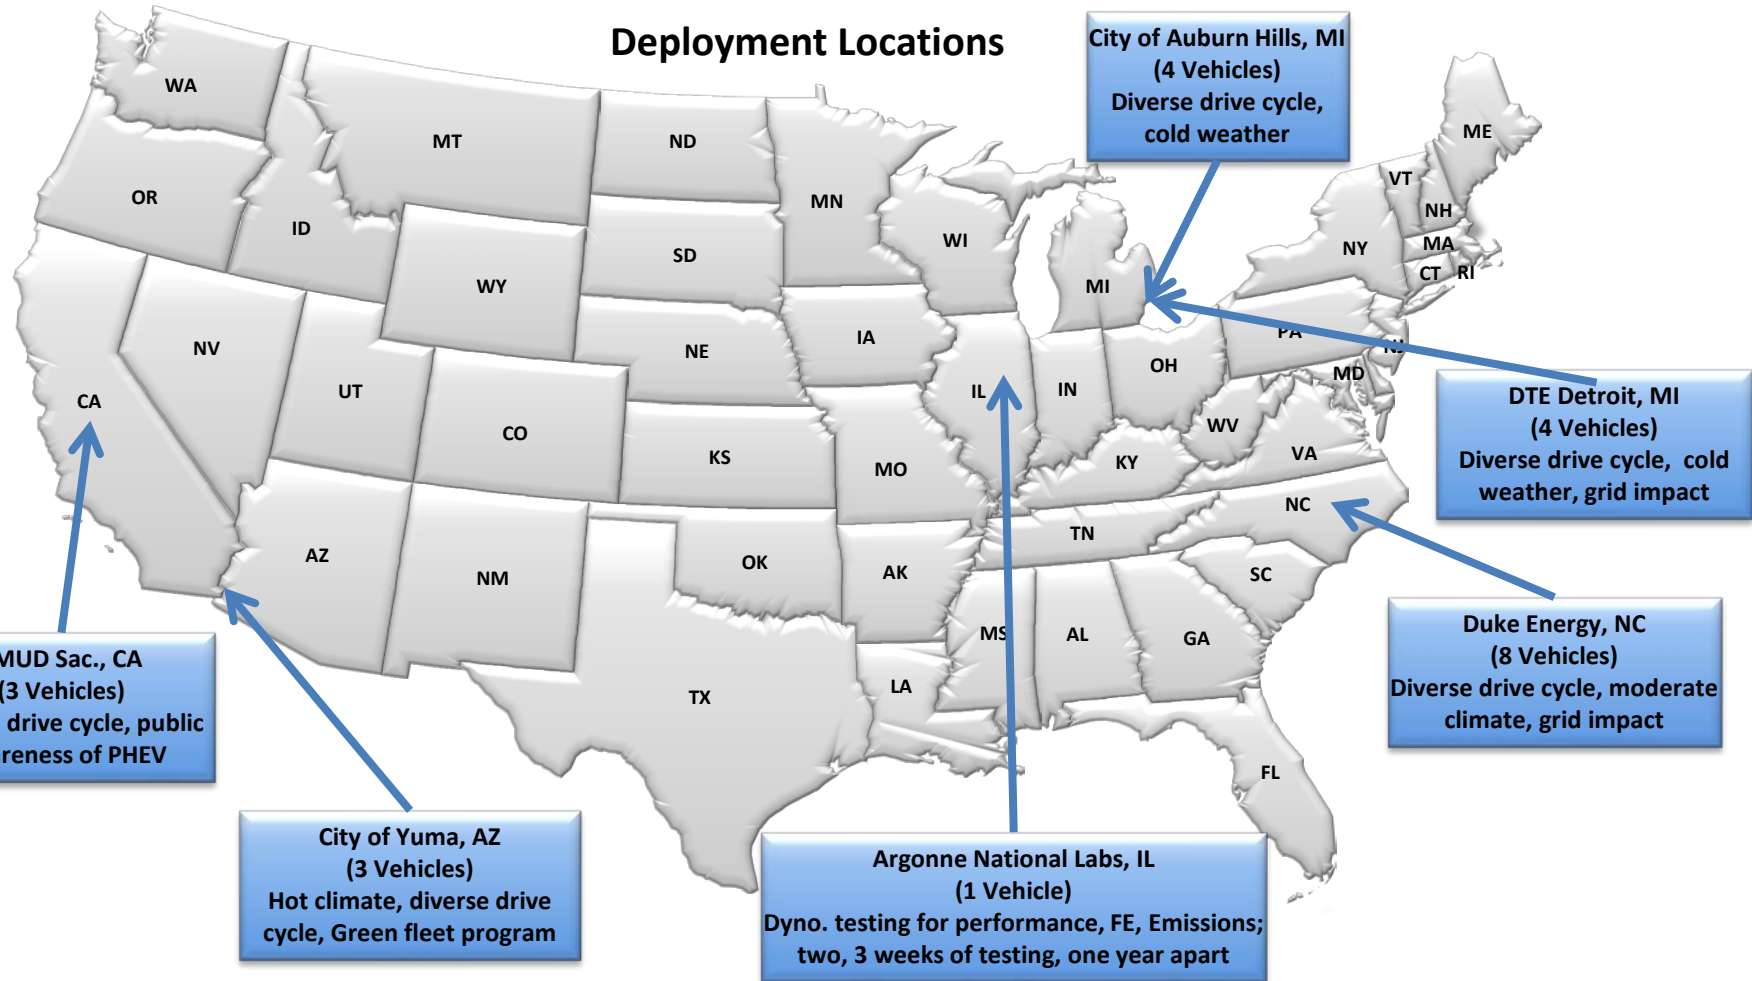 Deployment Locations
City of Auburn Hills, MI
(4 Vehicles)
Diverse drive cycle,
cold weather
WA
MT
ND
MN
ME
OR
ID
SD
WI
VT
NH
NY
MA
CT
RI
WY
MI
NV
NE
IA
PA
NJ
UT
IL
IN
OH
MD
CA
CO
KS
MO
WV
KY
VA
DTE Detroit, MI
(4 Vehicles)
Diverse drive cycle, cold
weather, grid impact
AZ
NM
OK
AK
TN
NC
SC
MS
AL
GA
TX
LA
FL
Duke Energy, NC
(8 Vehicles)
Diverse drive cycle, moderate
climate, grid impact
MUD Sac., CA
(3 Vehicles)
drive cycle, public
reness of PHEV
City of Yuma, AZ
(3 Vehicles)
Hot climate, diverse drive
cycle, Green fleet program
Argonne National Labs, IL
(1 Vehicle)
Dyno. testing for performance, FE, Emissions;
two, 3 weeks of testing, one year apart